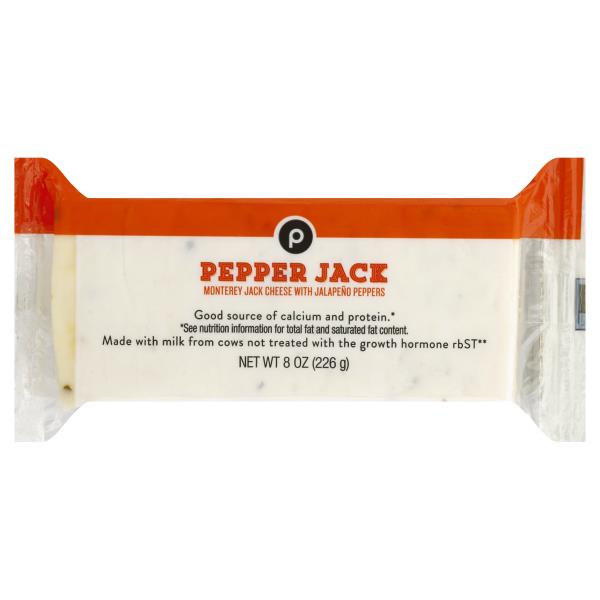 p
PEPPER JACK
MONTEREY JACK CHEESE WITH JALAPEÑO PEPPERS
Good source of calcium and protein.*
*See nutrition information for total fat and saturated fat content.
Made with milk from cows not treated with the growth hormone rbST**
NET WT 8 OZ (226 g)